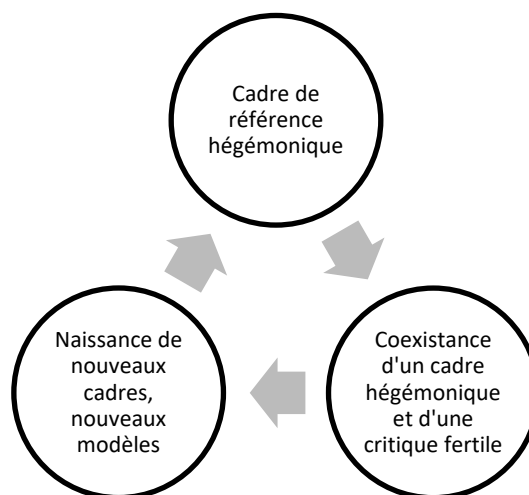 Cadre de
référence
hégémonique
Coexistance
d'un cadre
hégémonique
et d'une
critique fertile
Naissance de
nouveaux
cadres,
nouveaux
modèles